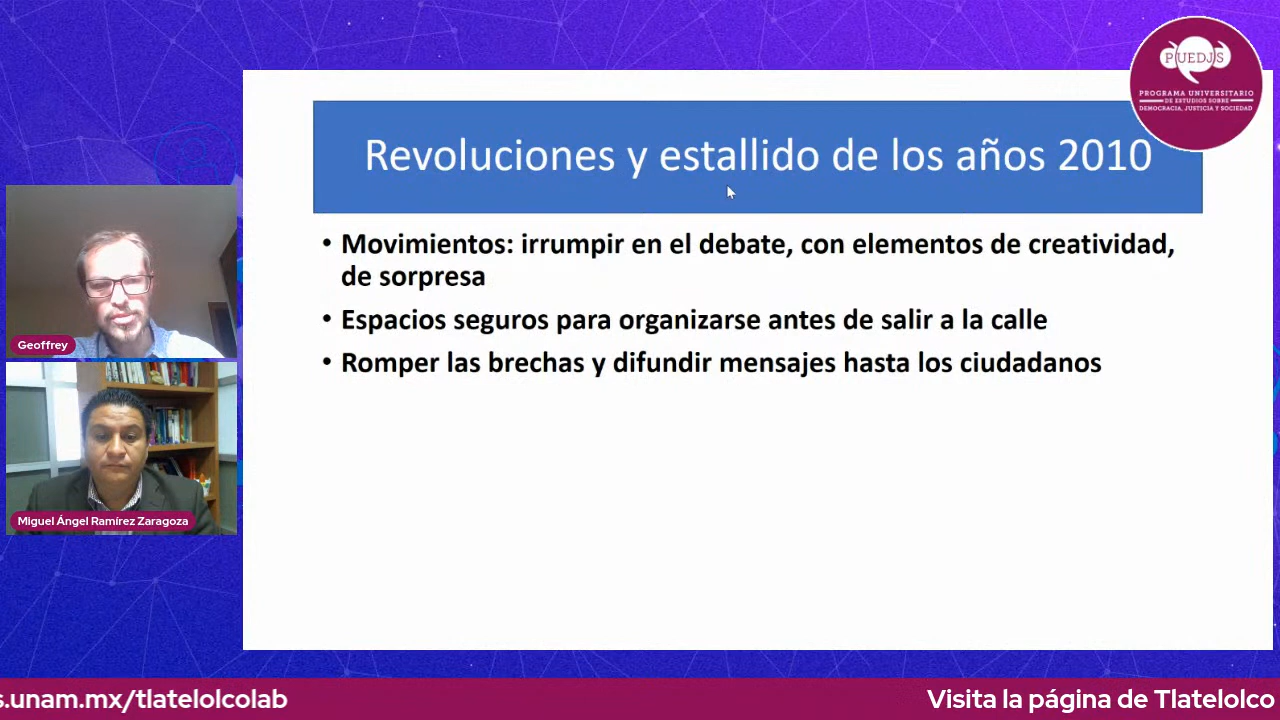 PUEDJS
PROGRAMA UNIVERSITARIO
DE ESTUDIOS SOBRE
DEMOCRACIA, JUSTICIA Y SOCIEDAD
Revoluciones y estallido de los años 2010
• Movimientos: irrumpir en el debate, con elementos de creatividad,
de sorpresa
• Espacios seguros para organizarse antes de salir a la calle
• Romper las brechas y difundir mensajes hasta los ciudadanos
Geoffrey
Miguel Ángel Ramírez Zaragoza
s.unam.mx/tlatelolcolab
Visita la página de Tlatelolco